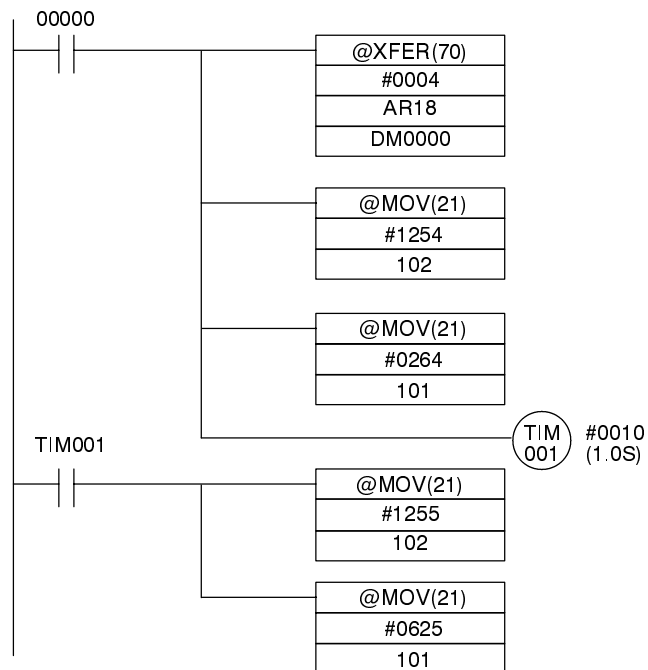 00000
@XFER(70)
#0004
AR18
DM0000
@MOV(21)
#1254
102
@MOV(21)
#0264
101
TIM
001
#0010
(1.0S)
TIM001
@MOV(21)
#1255
102
@MOV(21)
#0625
101